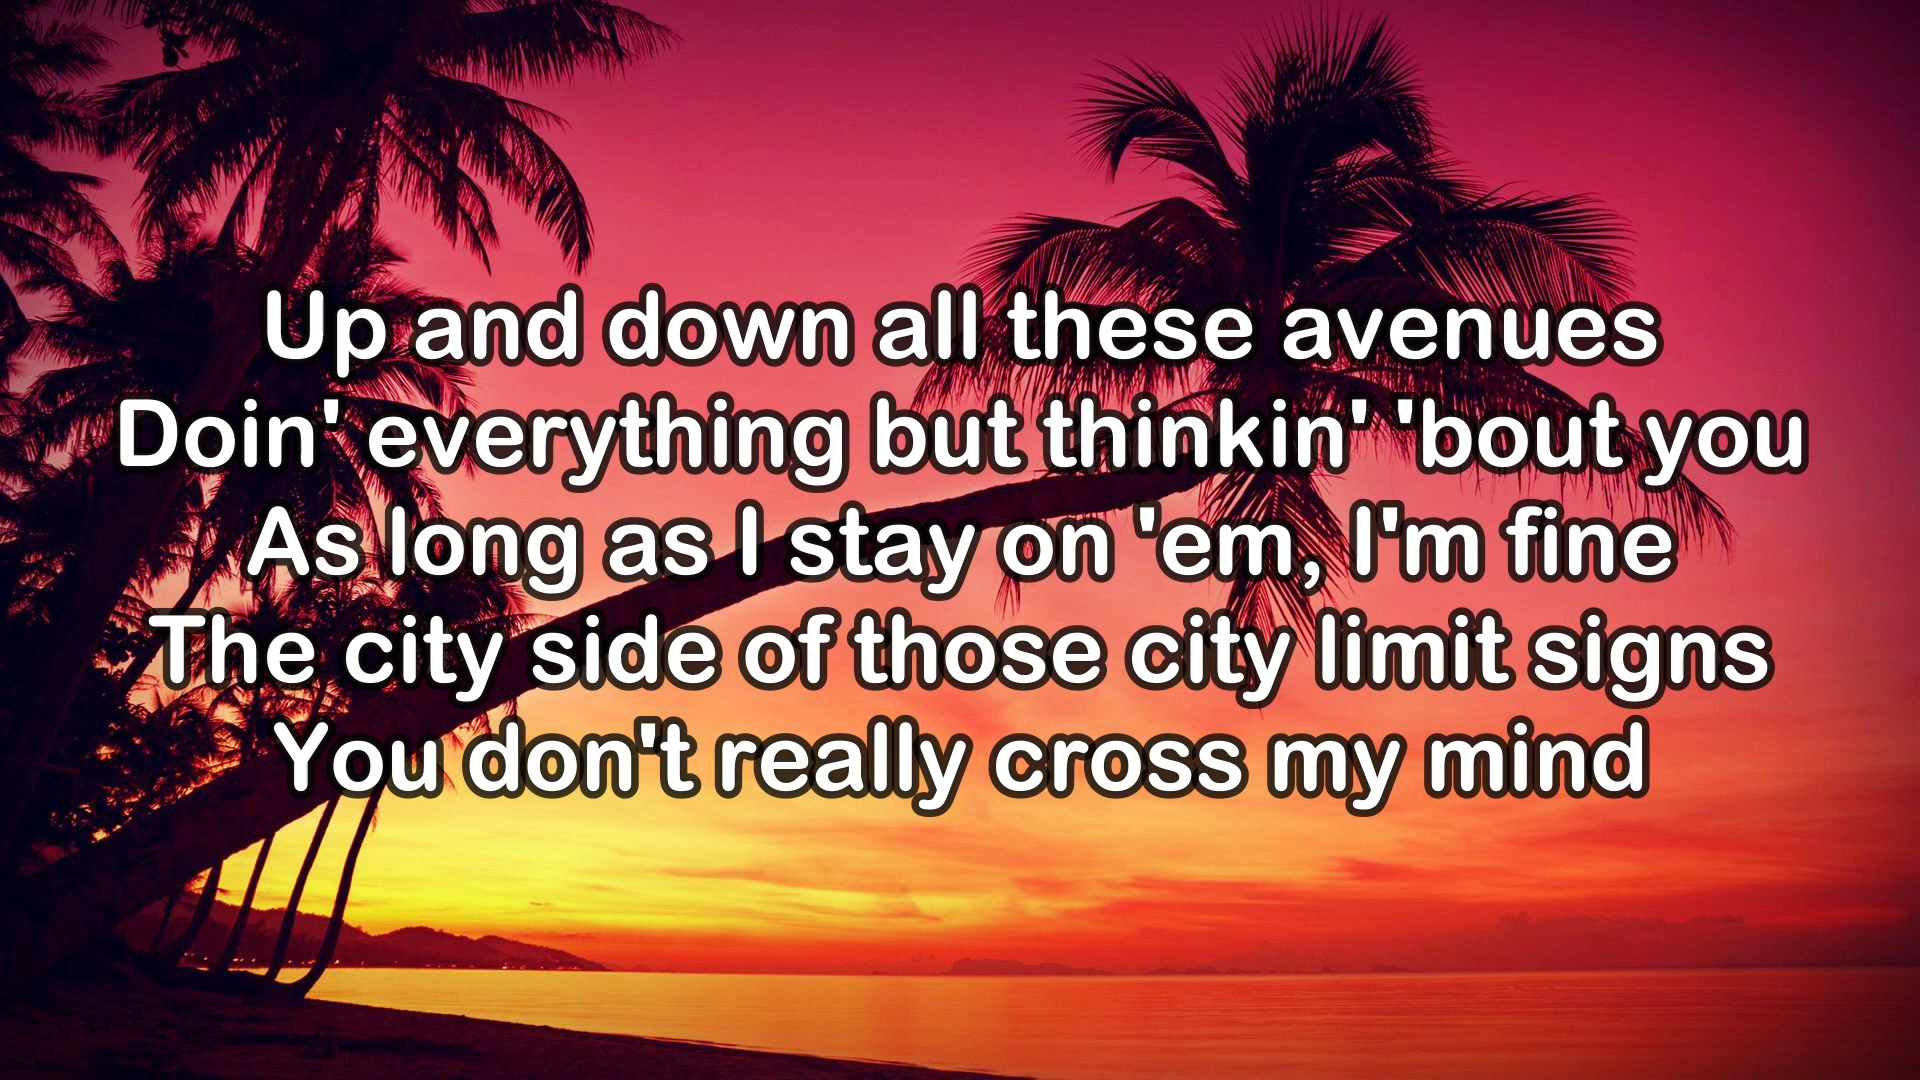 Up and down all these avenues
Doin' everything but thinkin' 'bout you
As long as I stay on 'em, I'm fine
The city side of those city limit signs
You don't really cross my mind